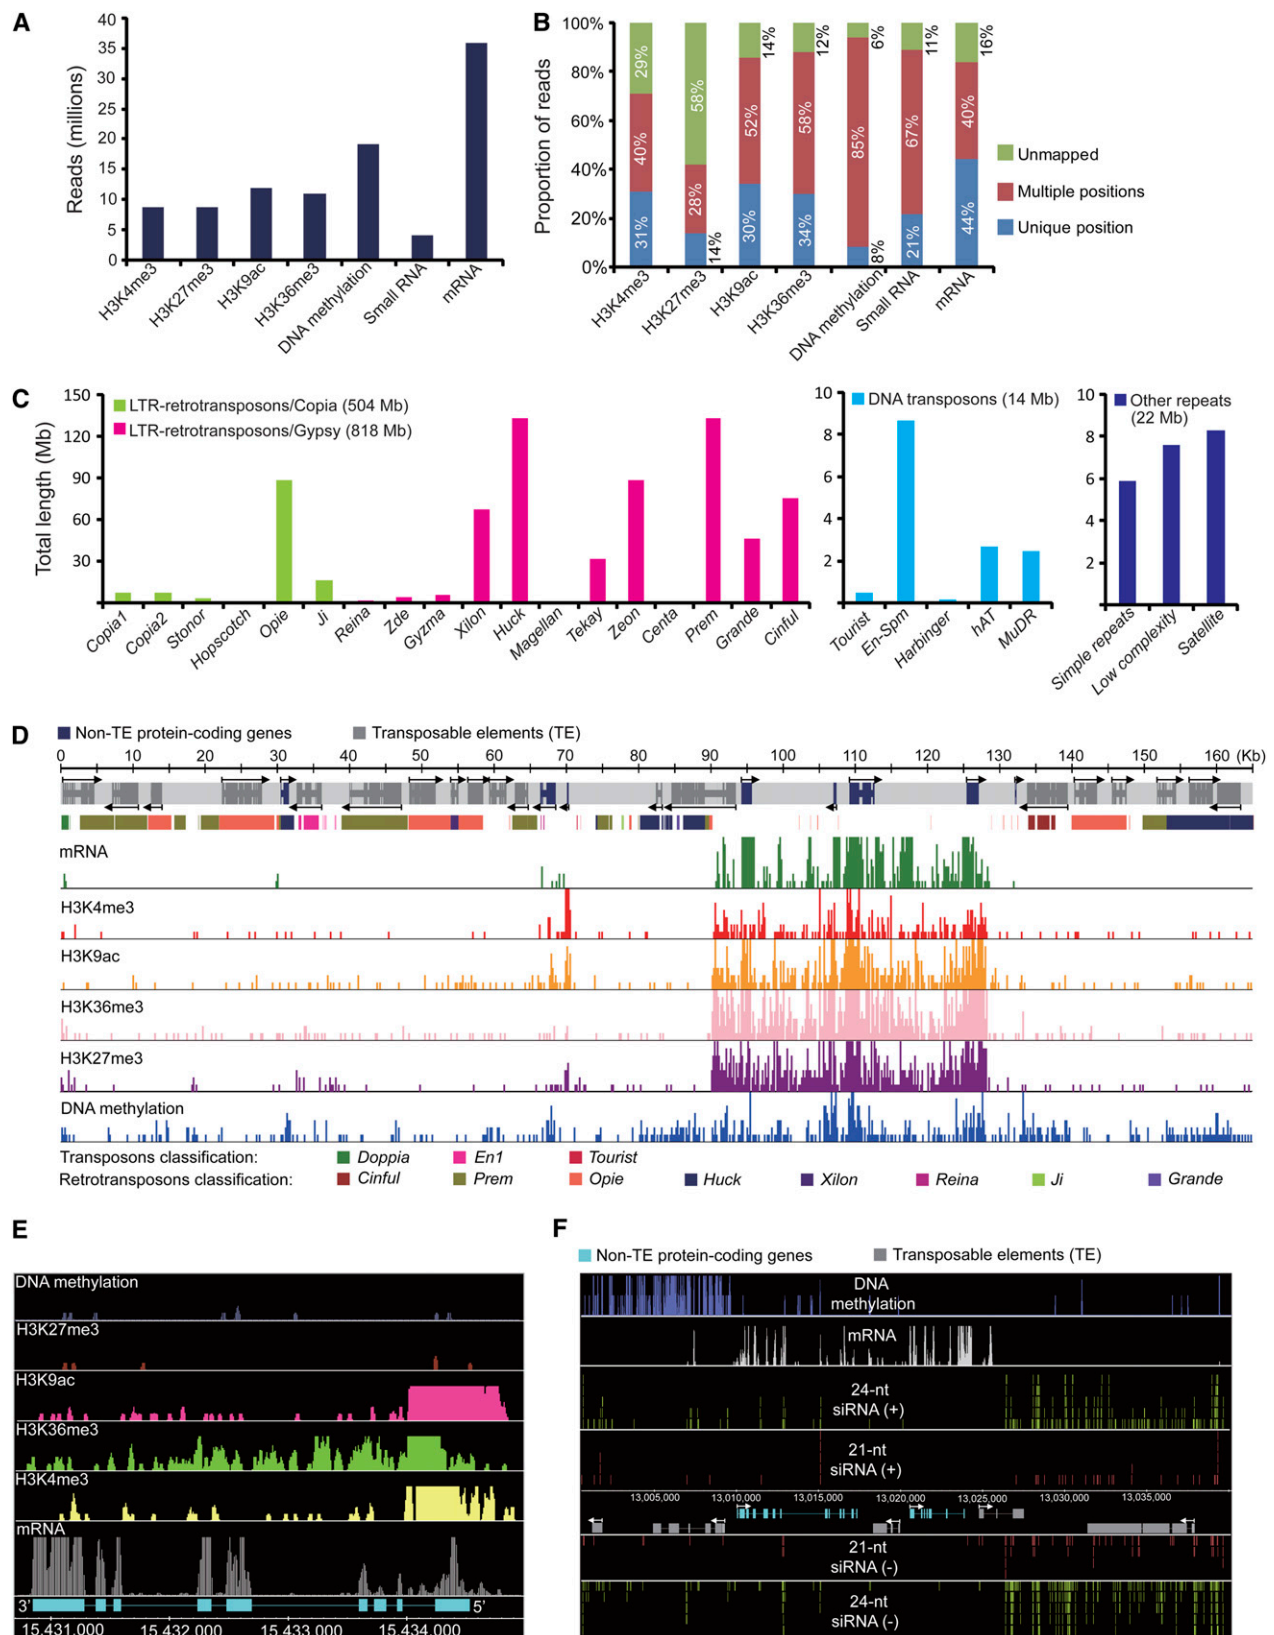 A
Reads (millions)
40
35
30
25
20
15
10
5
0
H3K4me3
H3K27me3
H3K9ac
H3K36me3
DNA methylation
Small RNA
mRNA
B
Proportion of reads
100%
80%
60%
40%
20%
0%
29%
40%
31%
58%
28%
14%
14%
52%
30%
12%
58%
34%
6%
85%
8%
11%
67%
21%
16%
40%
44%
H3K4me3
H3K27me3
H3K9ac
H3K36me3
DNA methylation
Small RNA
mRNA
Unmapped
Multiple positions
Unique position
C
Total length (Mb)
150
120
90
60
30
LTR-retrotransposons/Copia (504 Mb)
LTR-retrotransposons/Gypsy (818 Mb)
Copia1
Copia2
Stonor
Hopscotch
Opie
Ji
Reina
Zde
Gyzma
Xilon
Huck
Magellan
Tekay
Zeon
Centa
Prem
Grande
Cinful
10
8
6
4
2
DNA transposons (14 Mb)
Tourist
En-Spm
Harbinger
hAT
MuDR
10
8
6
4
2
Other repeats
(22 Mb)
Simple repeats
Low complexity
Satellite
D
Non-TE protein-coding genes
Transposable elements (TE)
0 10 20 30 40 50 60 70 80 90 100 110 120 130 140 150 160 (Kb)
mRNA
H3K4me3
H3K9ac
H3K36me3
H3K27me3
DNA methylation
Transposons classification: Doppia En1 Tourist
Retrotransposons classification: Cinful Prem Opie Huck Xilon Reina Ji Grande
E
DNA methylation
H3K27me3
H3K9ac
H3K36me3
H3K4me3
mRNA
3' 5'
15,431,000 15,432,000 15,433,000 15,434,000
F
Non-TE protein-coding genes
Transposable elements (TE)
DNA
methylation
mRNA
24-nt
siRNA (+)
21-nt
siRNA (+)
13,005,000 13,010,000 13,015,000 13,020,000 13,025,000 13,030,000 13,035,000
21-nt
siRNA (-)
24-nt
siRNA (-)